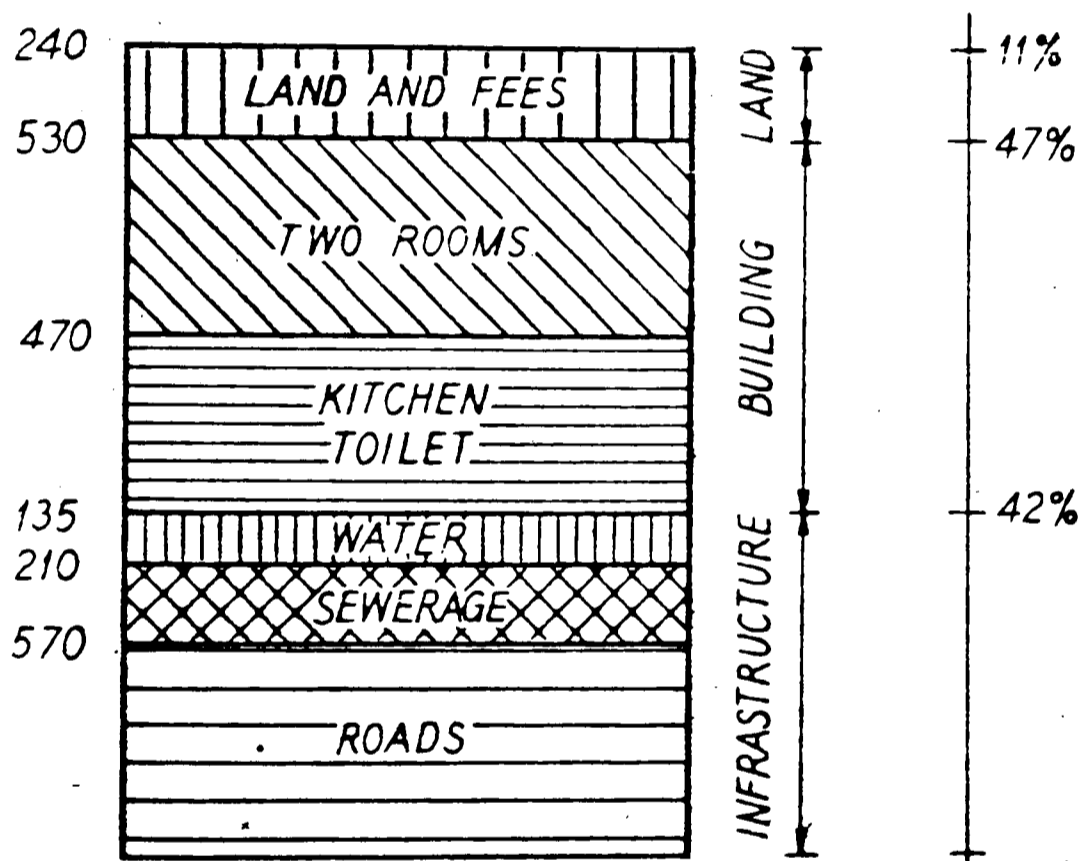 240
LAND AND FEES
LAND
11%
530
47%
TWO ROOMS
BUILDING
470
KITCHEN
TOILET
135
42%
WATER
210
SEWERAGE
INFRASTRUCTURE
570
ROADS